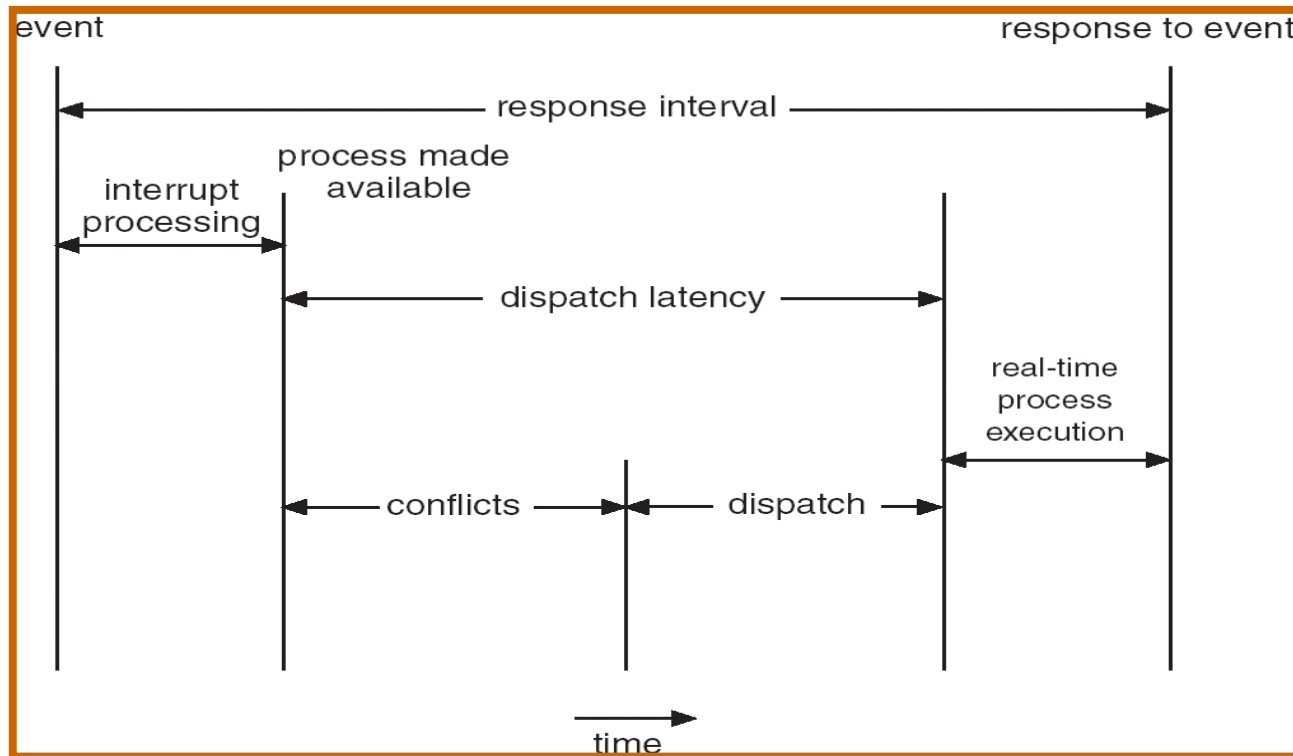 event
response to event
response interval
process made
available
interrupt
processing
dispatch latency
real-time
process
execution
conflicts
dispatch
time